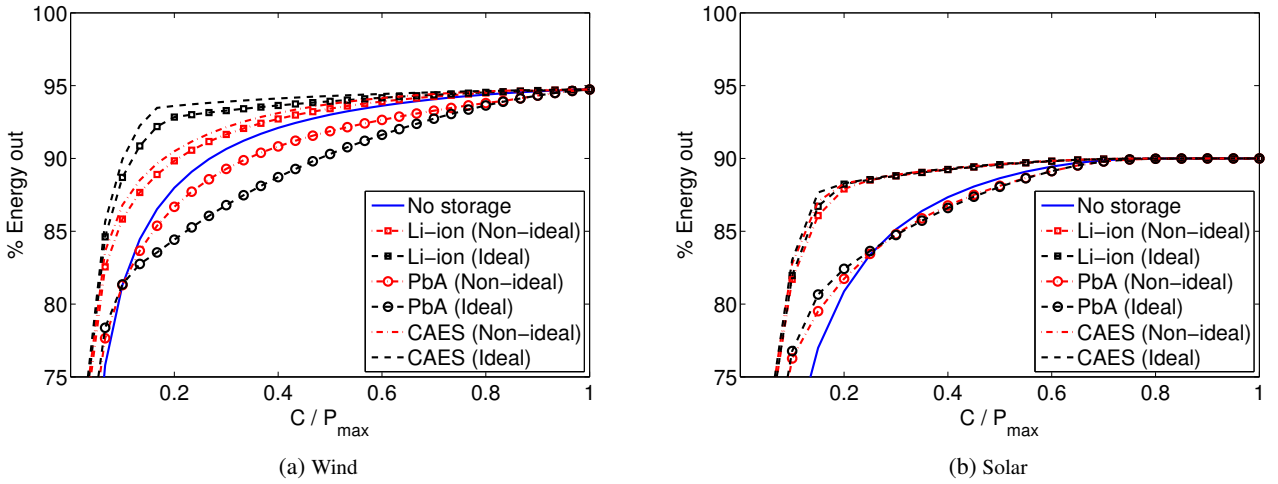 100
95
90
85
80
75
% Energy out
No storage
Li-ion (Non-ideal)
Li-ion (Ideal)
PbA (Non-ideal)
PbA (Ideal)
CAES (Non-ideal)
CAES (Ideal)
0.2 0.4 0.6 0.8 1
C / Pmax
(a) Wind
100
95
90
85
80
75
% Energy out
No storage
Li-ion (Non-ideal)
Li-ion (Ideal)
PbA (Non-ideal)
PbA (Ideal)
CAES (Non-ideal)
CAES (Ideal)
0.2 0.4 0.6 0.8 1
C / Pmax
(b) Solar